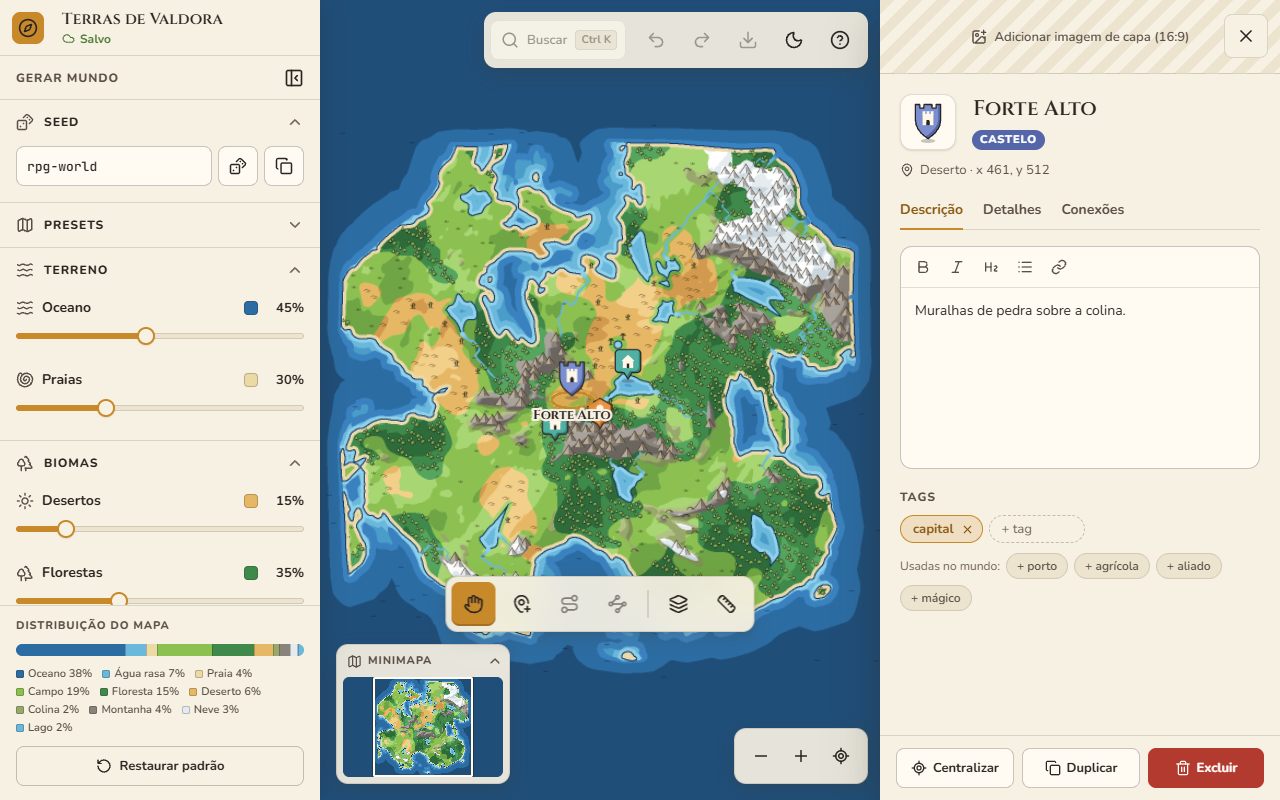 Terras de Valdora
Salvo
GERAR MUNDO
SEED
rpg-world
PRESETS
TERRENO
Oceano 45%
Praias 30%
BIOMAS
Desertos 15%
Florestas 35%
DISTRIBUIÇÃO DO MAPA
Oceano 38% Água rasa 7% Praia 4%
Campo 19% Floresta 15% Deserto 6%
Colina 2% Montanha 4% Neve 3%
Lago 2%
Restaurar padrão
Buscar Ctrl K
Forte Alto
MINIMAPA
Adicionar imagem de capa (16:9)
Forte Alto
CASTELO
Deserto · x 461, y 512
Descrição Detalhes Conexões
B I H2
Muralhas de pedra sobre a colina.
TAGS
capital × + tag
Usadas no mundo: + porto + agrícola + aliado
+ mágico
Centralizar Duplicar Excluir